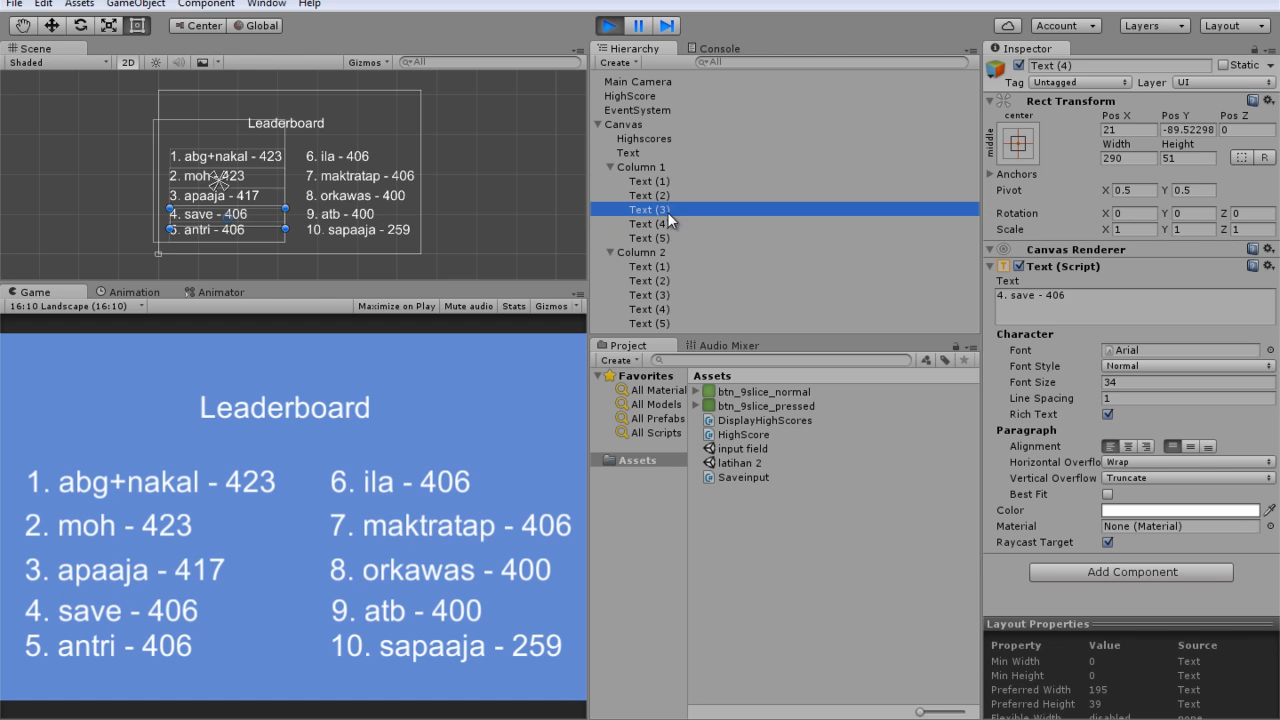 File Edit Assets GameObject Component Window Help
Center Global Account Layers Layout
Scene
Shaded 2D Gizmos All
Leaderboard
1. abg+nakal - 423 6. ila - 406
2. moh - 423 7. maktratap - 406
3. apaaja - 417 8. orkawas - 400
4. save - 406 9. atb - 400
5. antri - 406 10. sapaaja - 259
Game Animation Animator
16:10 Landscape (16:10) Maximize on Play Mute audio Stats Gizmos
Leaderboard
1. abg+nakal - 423 6. ila - 406
2. moh - 423 7. maktratap - 406
3. apaaja - 417 8. orkawas - 400
4. save - 406 9. atb - 400
5. antri - 406 10. sapaaja - 259
Hierarchy Console
Create All
Main Camera
HighScore
EventSystem
Canvas
Highscores
Text
Column 1
Text (1)
Text (2)
Text (3)
Text (4)
Text (5)
Column 2
Text (1)
Text (2)
Text (3)
Text (4)
Text (5)
Project Audio Mixer
Create
Favorites
All Material
All Models
All Prefabs
All Scripts
Assets
Assets
btn_9slice_normal
btn_9slice_pressed
DisplayHighScores
HighScore
input field
latihan 2
Saveinput
Inspector
Text (4) Static
Tag Untagged Layer UI
Rect Transform
center Pos X Pos Y Pos Z
21 -89.52298 0
middle Width Height
290 51
R
Anchors
Pivot X 0.5 Y 0.5
Rotation X 0 Y 0 Z 0
Scale X 1 Y 1 Z 1
Canvas Renderer
Text (Script)
Text
4. save - 406
Character
Font Arial
Font Style Normal
Font Size 34
Line Spacing 1
Rich Text
Paragraph
Alignment
Horizontal Overflo Wrap
Vertical Overflow Truncate
Best Fit
Color
Material None (Material)
Raycast Target
Add Component
Layout Properties
Property Value Source
Min Width 0 Text
Min Height 0 Text
Preferred Width 195 Text
Preferred Height 39 Text
Flexible Width disabled none